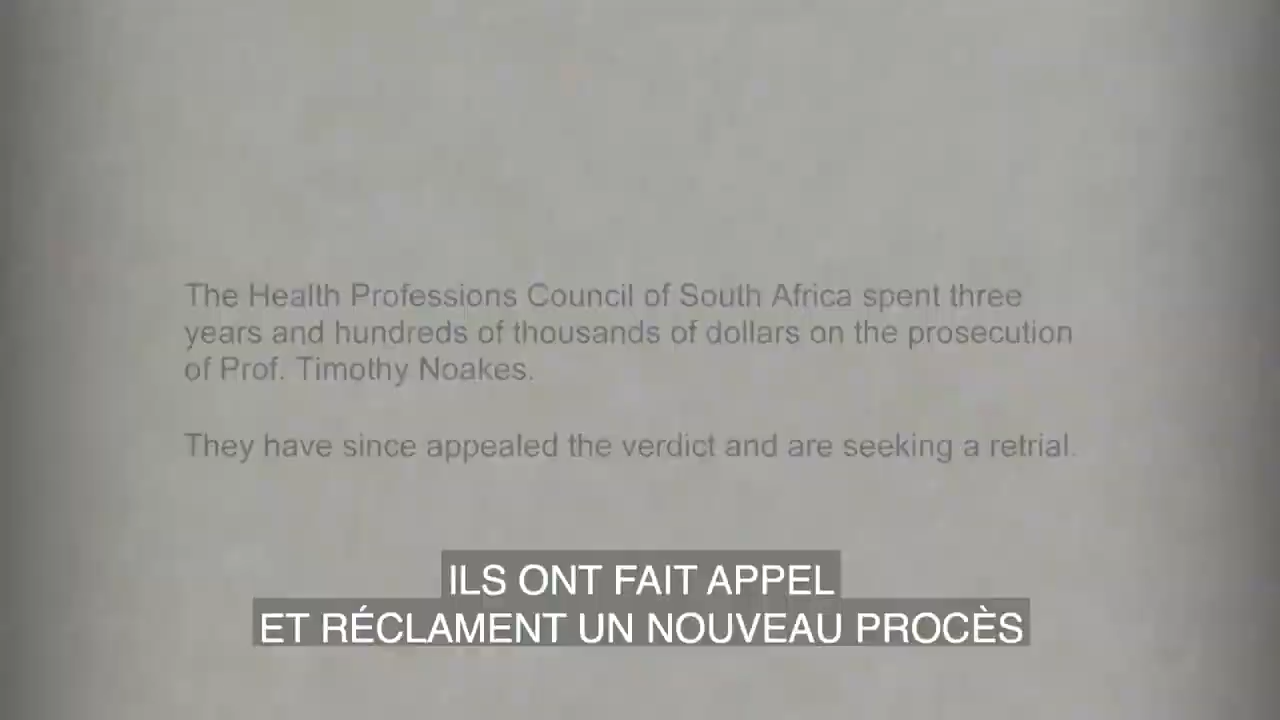 The Health Professions Council of South Africa spent three
years and hundreds of thousands of dollars on the prosecution
of Prof. Timothy Noakes.
They have since appealed the verdict and are seeking a retrial.
ILS ONT FAIT APPEL
ET RÉCLAMENT UN NOUVEAU PROCÈS